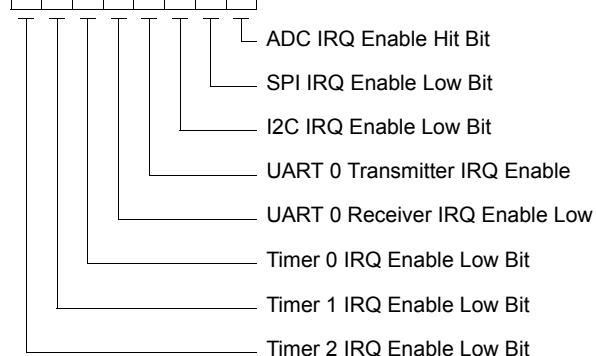 ADC IRQ Enable Hit Bit
SPI IRQ Enable Low Bit
I2C IRQ Enable Low Bit
UART 0 Transmitter IRQ Enable
UART 0 Receiver IRQ Enable Low
Timer 0 IRQ Enable Low Bit
Timer 1 IRQ Enable Low Bit
Timer 2 IRQ Enable Low Bit